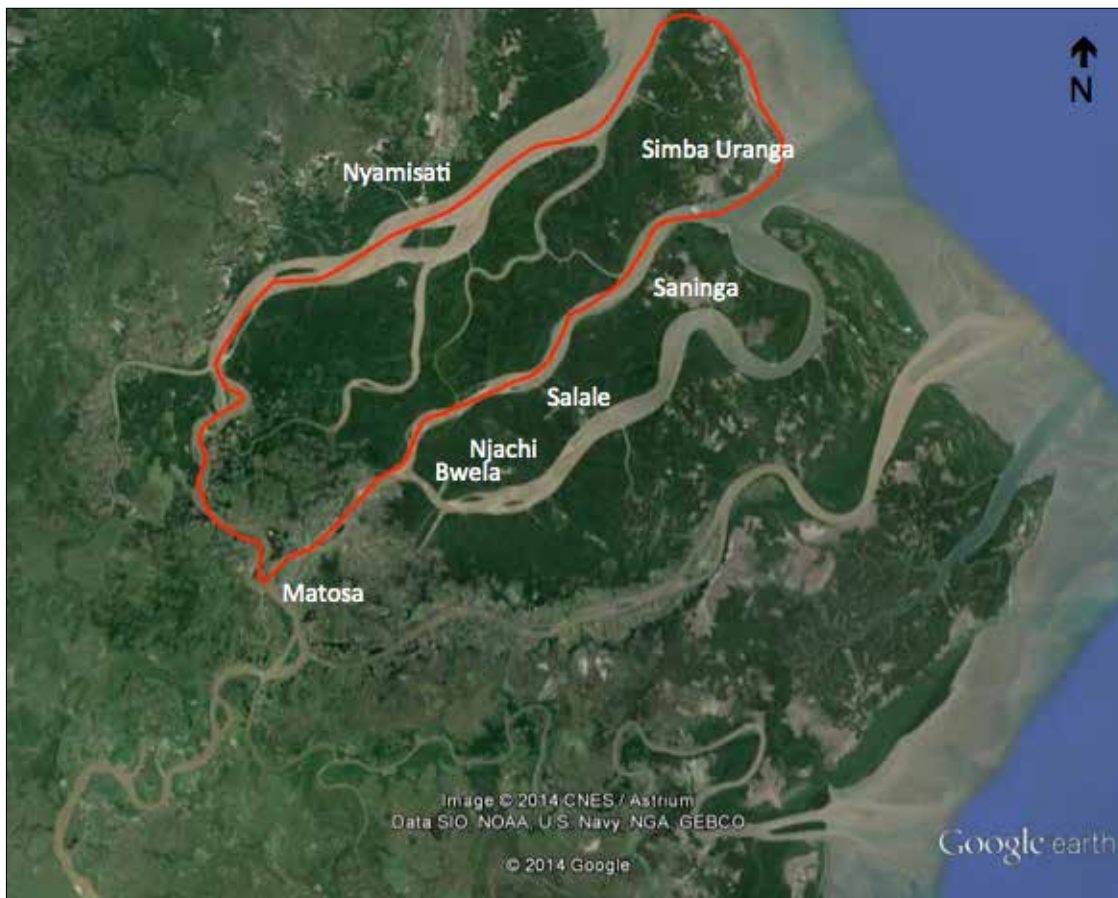 N
Simba Uranga
Nyamisati
Saninga
Salale
Njachi
Bwela
Matosa
Image © 2014 CNES / Astrium
Data SIO, NOAA, U.S. Navy, NGA, GEBCO
© 2014 Google
Google earth